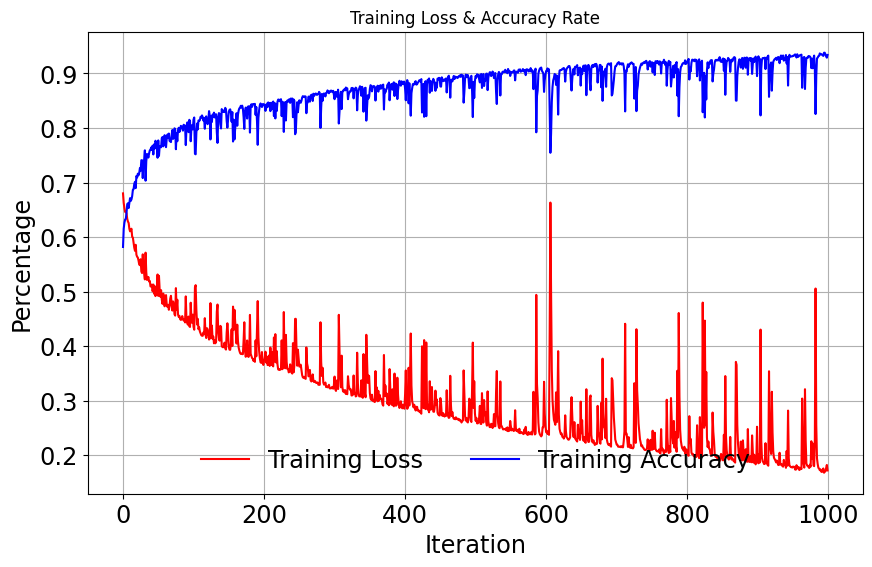 Training Loss & Accuracy Rate
Percentage
0.9
0.8
0.7
0.6
0.5
0.4
0.3
0.2
Training Loss Training Accuracy
0 200 400 600 800 1000
Iteration